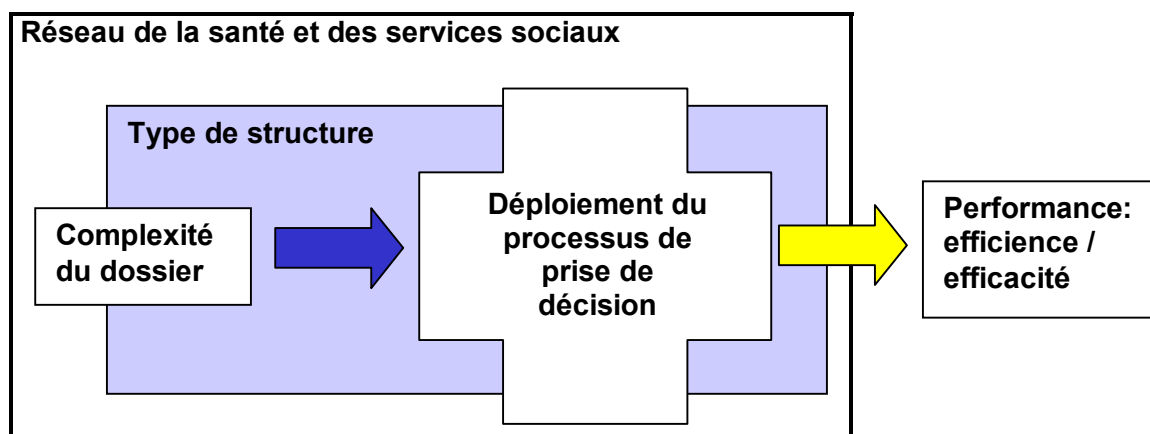 Réseau de la santé et des services sociaux
Type de structure
Complexité
du dossier
Déploiement du
processus de
prise de
décision
Performance:
efficience /
efficacité